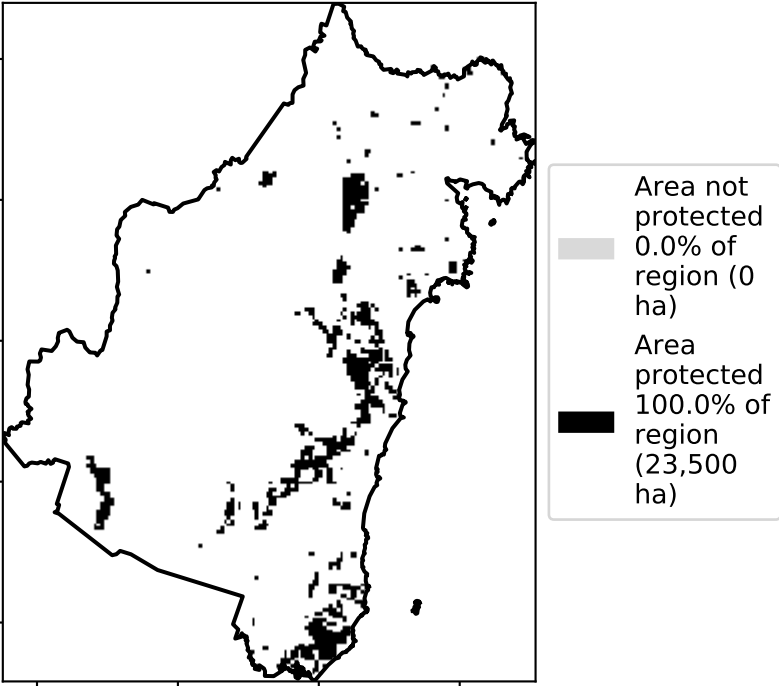 Area not
protected
0.0% of
region (0
ha)
Area
protected
100.0% of
region
(23,500
ha)